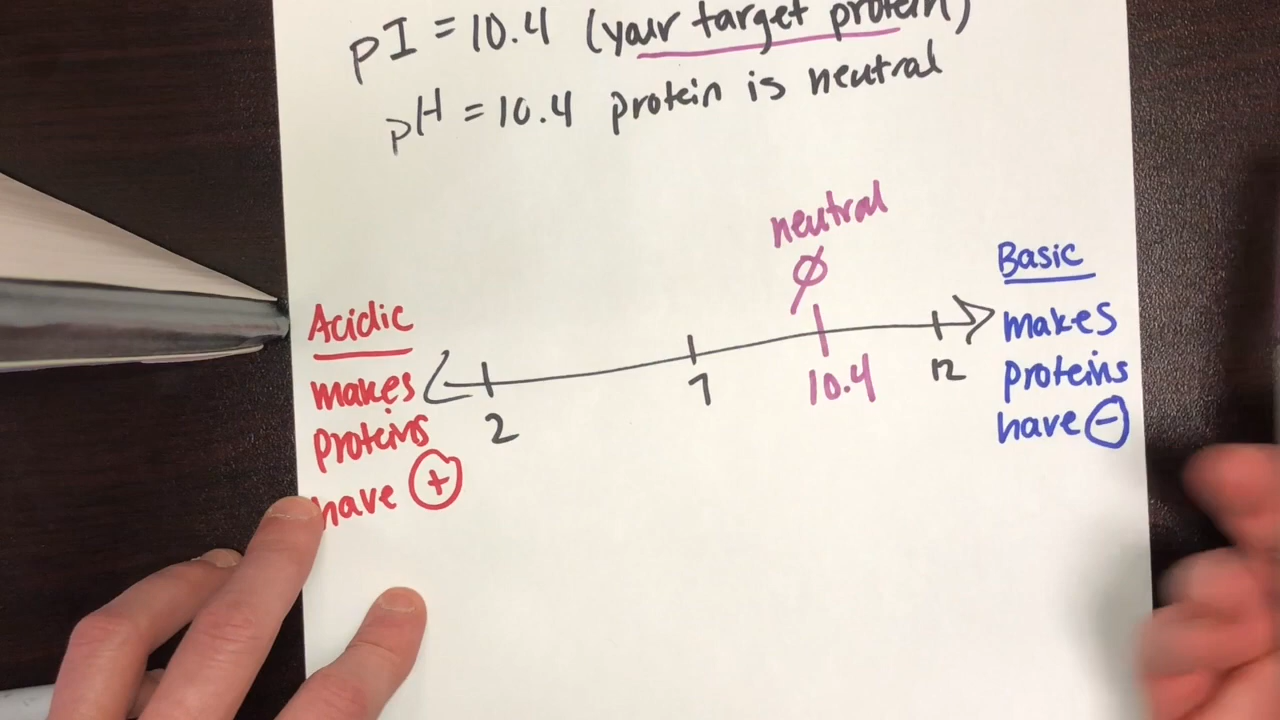 pI = 10.4 (your target protein)
pH = 10.4 protein is neutral
neutral
Ø
Acidic
makes
proteins
have +
2
7
10.4
12
Basic
makes
proteins
have -